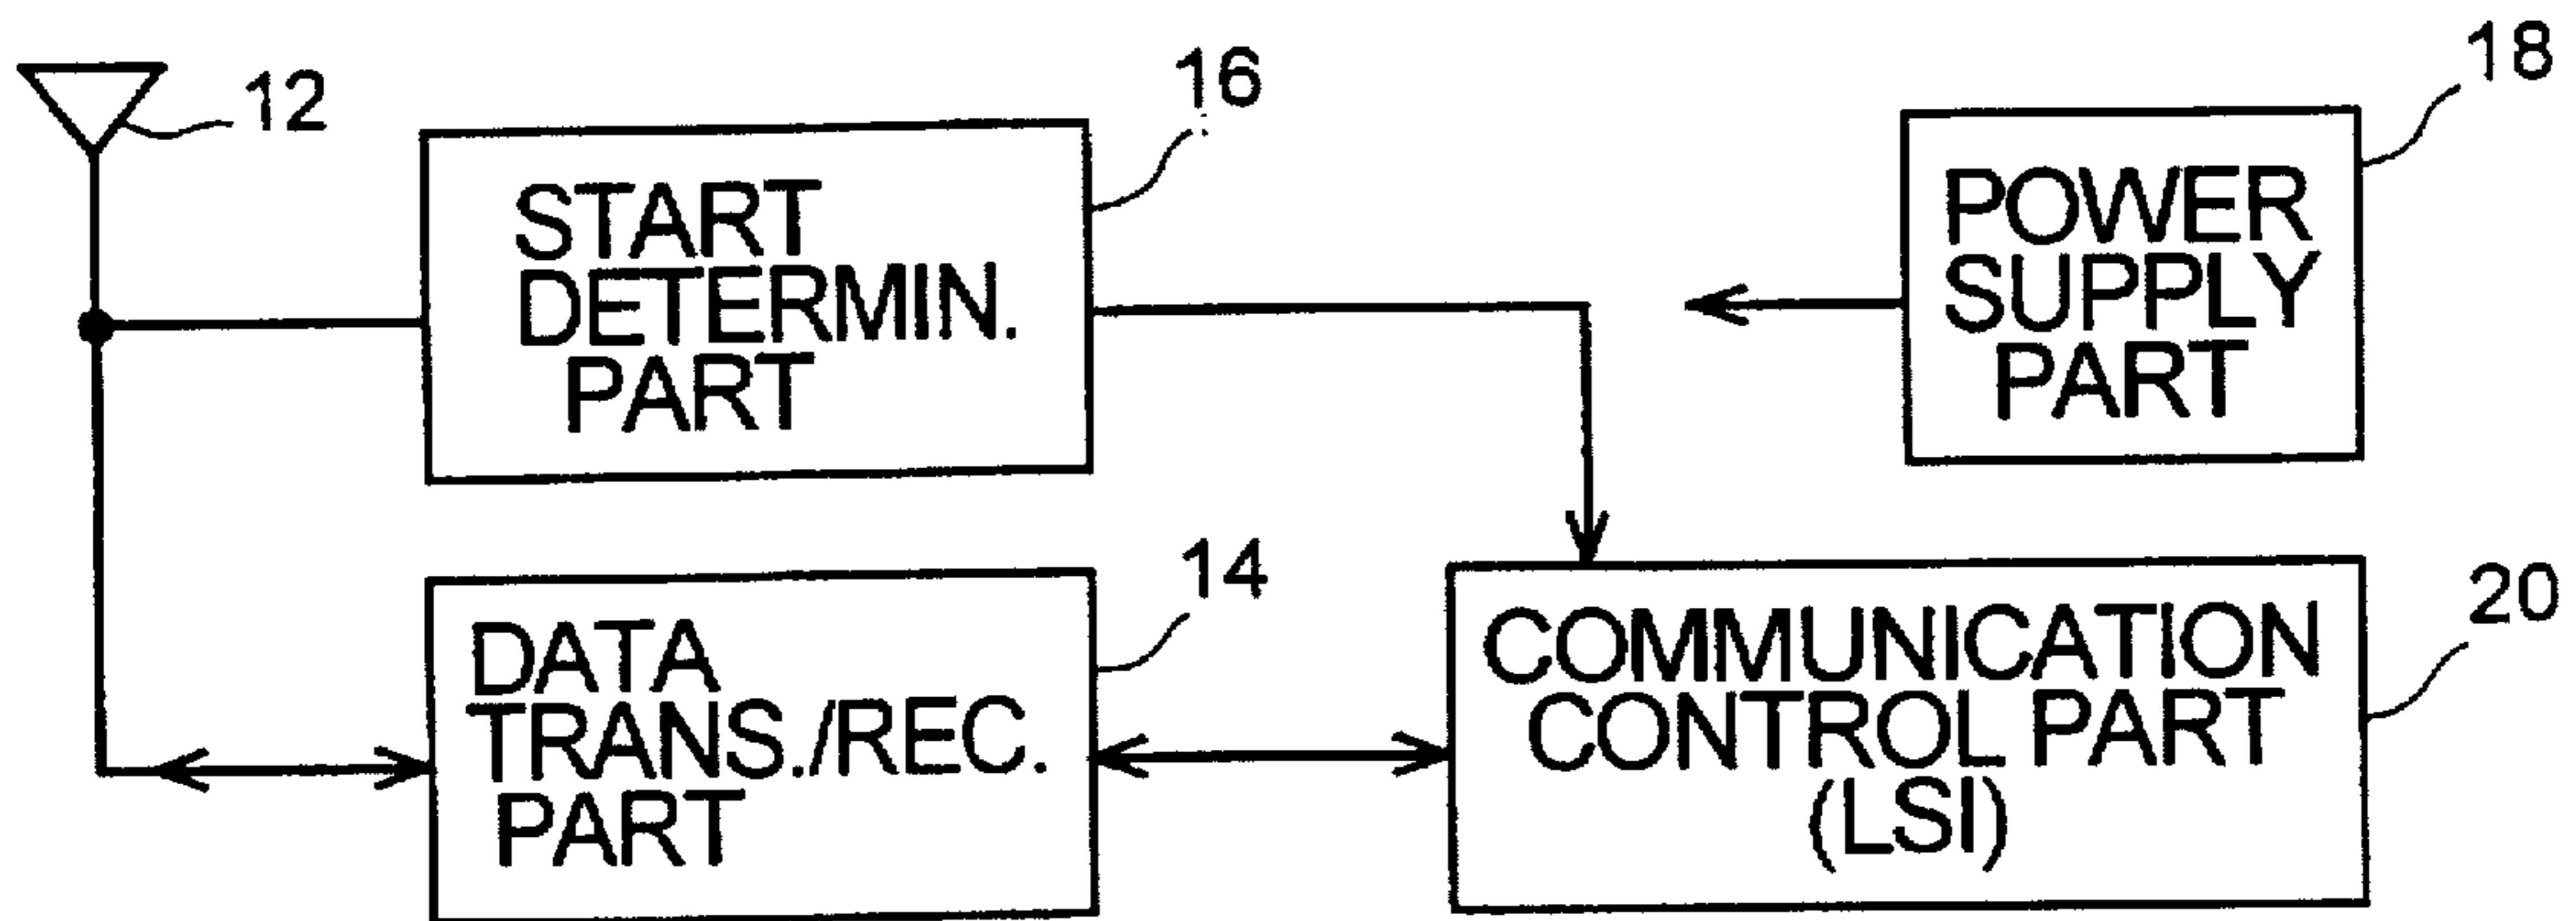 12
16
START
DETERMIN.
PART
18
POWER
SUPPLY
PART
14
DATA
TRANS./REC.
PART
20
COMMUNICATION
CONTROL PART
(LSI)